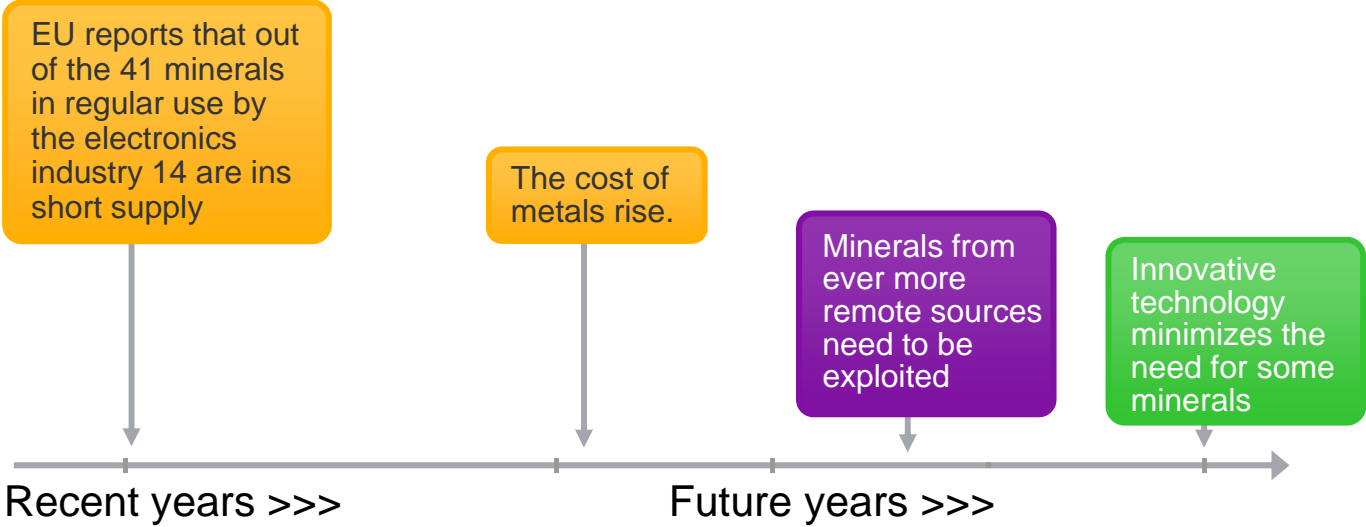 EU reports that out
of the 41 minerals
in regular use by
the electronics
industry 14 are ins
short supply
The cost of
metals rise.
Minerals from
ever more
remote sources
need to be
exploited
Innovative
technology
minimizes the
need for some
minerals
Recent years >>>
Future years >>>